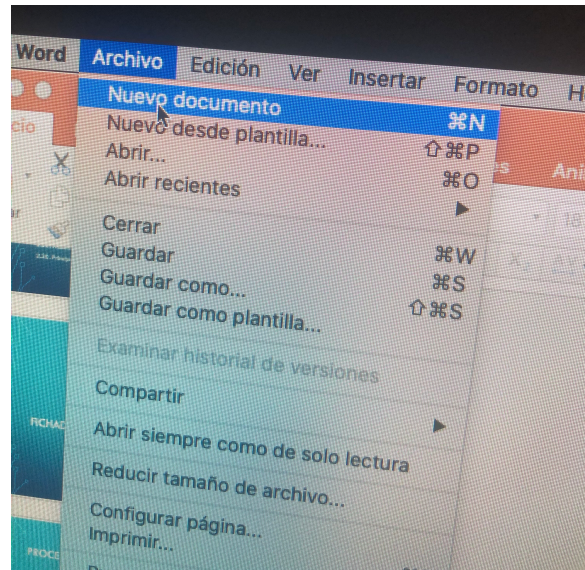 Word Archivo Edición Ver Insertar Formato
Nuevo documento ⌘N
Nuevo desde plantilla... ⇧⌘P
Abrir... ⌘O
Abrir recientes ▶
Cerrar ⌘W
Guardar ⌘S
Guardar como... ⇧⌘S
Guardar como plantilla...
Examinar historial de versiones
Compartir ▶
Abrir siempre como de solo lectura
Reducir tamaño de archivo...
Configurar página...
Imprimir...